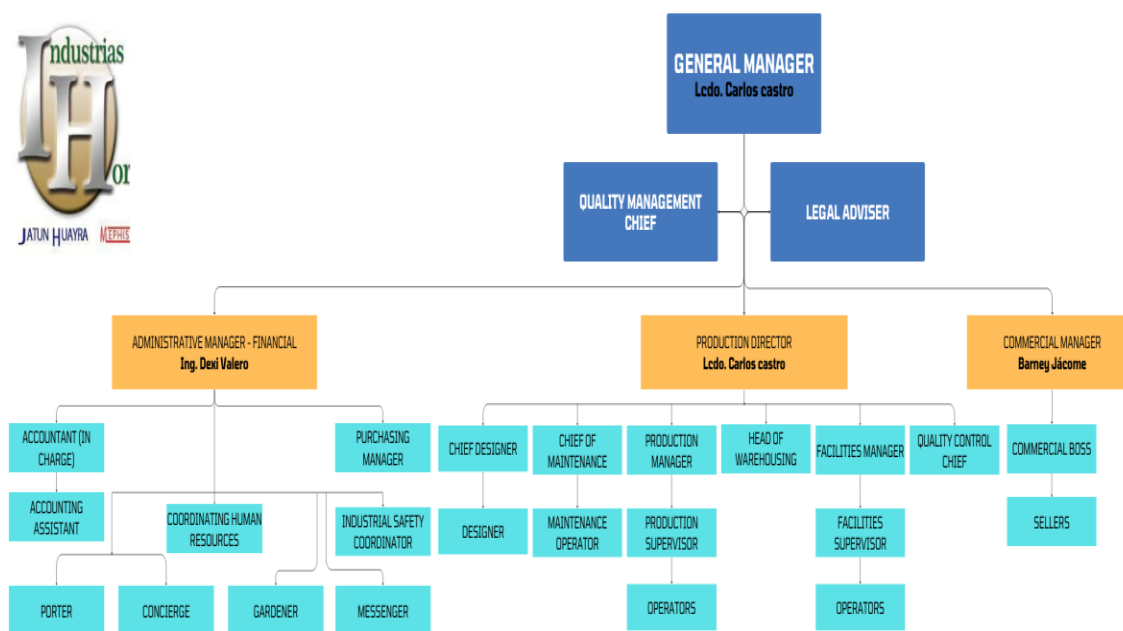 Industrias
IH
Hor
JATUN HUAYRA MEPHIS
GENERAL MANAGER
Lcdo. Carlos castro
QUALITY MANAGEMENT
CHIEF
LEGAL ADVISER
ADMINISTRATIVE MANAGER - FINANCIAL
Ing. Dexi Valero
PRODUCTION DIRECTOR
Lcdo. Carlos castro
COMMERCIAL MANAGER
Barney Jácome
ACCOUNTANT (IN
CHARGE)
PURCHASING
MANAGER
CHIEF DESIGNER
CHIEF OF
MAINTENANCE
PRODUCTION
MANAGER
HEAD OF
WAREHOUSING
FACILITIES MANAGER
QUALITY CONTROL
CHIEF
COMMERCIAL BOSS
ACCOUNTING
ASSISTANT
COORDINATING HUMAN
RESOURCES
INDUSTRIAL SAFETY
COORDINATOR
DESIGNER
MAINTENANCE
OPERATOR
PRODUCTION
SUPERVISOR
FACILITIES
SUPERVISOR
SELLERS
PORTER
CONCIERGE
GARDENER
MESSENGER
OPERATORS
OPERATORS